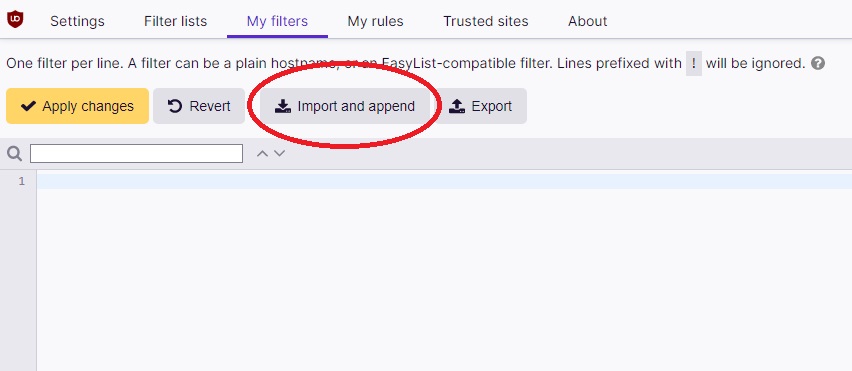 Settings Filter lists My filters My rules Trusted sites About
One filter per line. A filter can be a plain hostname, or an EasyList-compatible filter. Lines prefixed with ! will be ignored. ?
Apply changes Revert Import and append Export
1